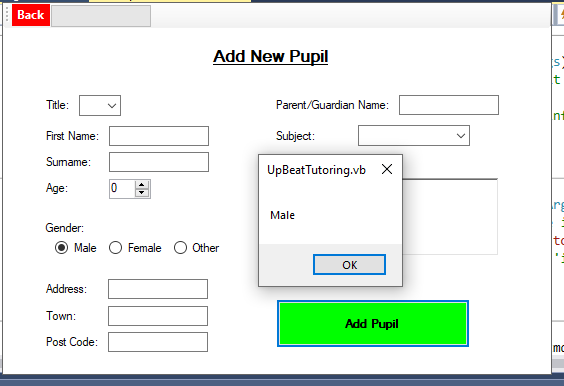 Back
Add New Pupil
Title:
Parent/Guardian Name:
First Name:
Subject:
Surname:
Age:
0
UpBeatTutoring.vb
Male
OK
Gender:
Male
Female
Other
Address:
Town:
Post Code:
Add Pupil